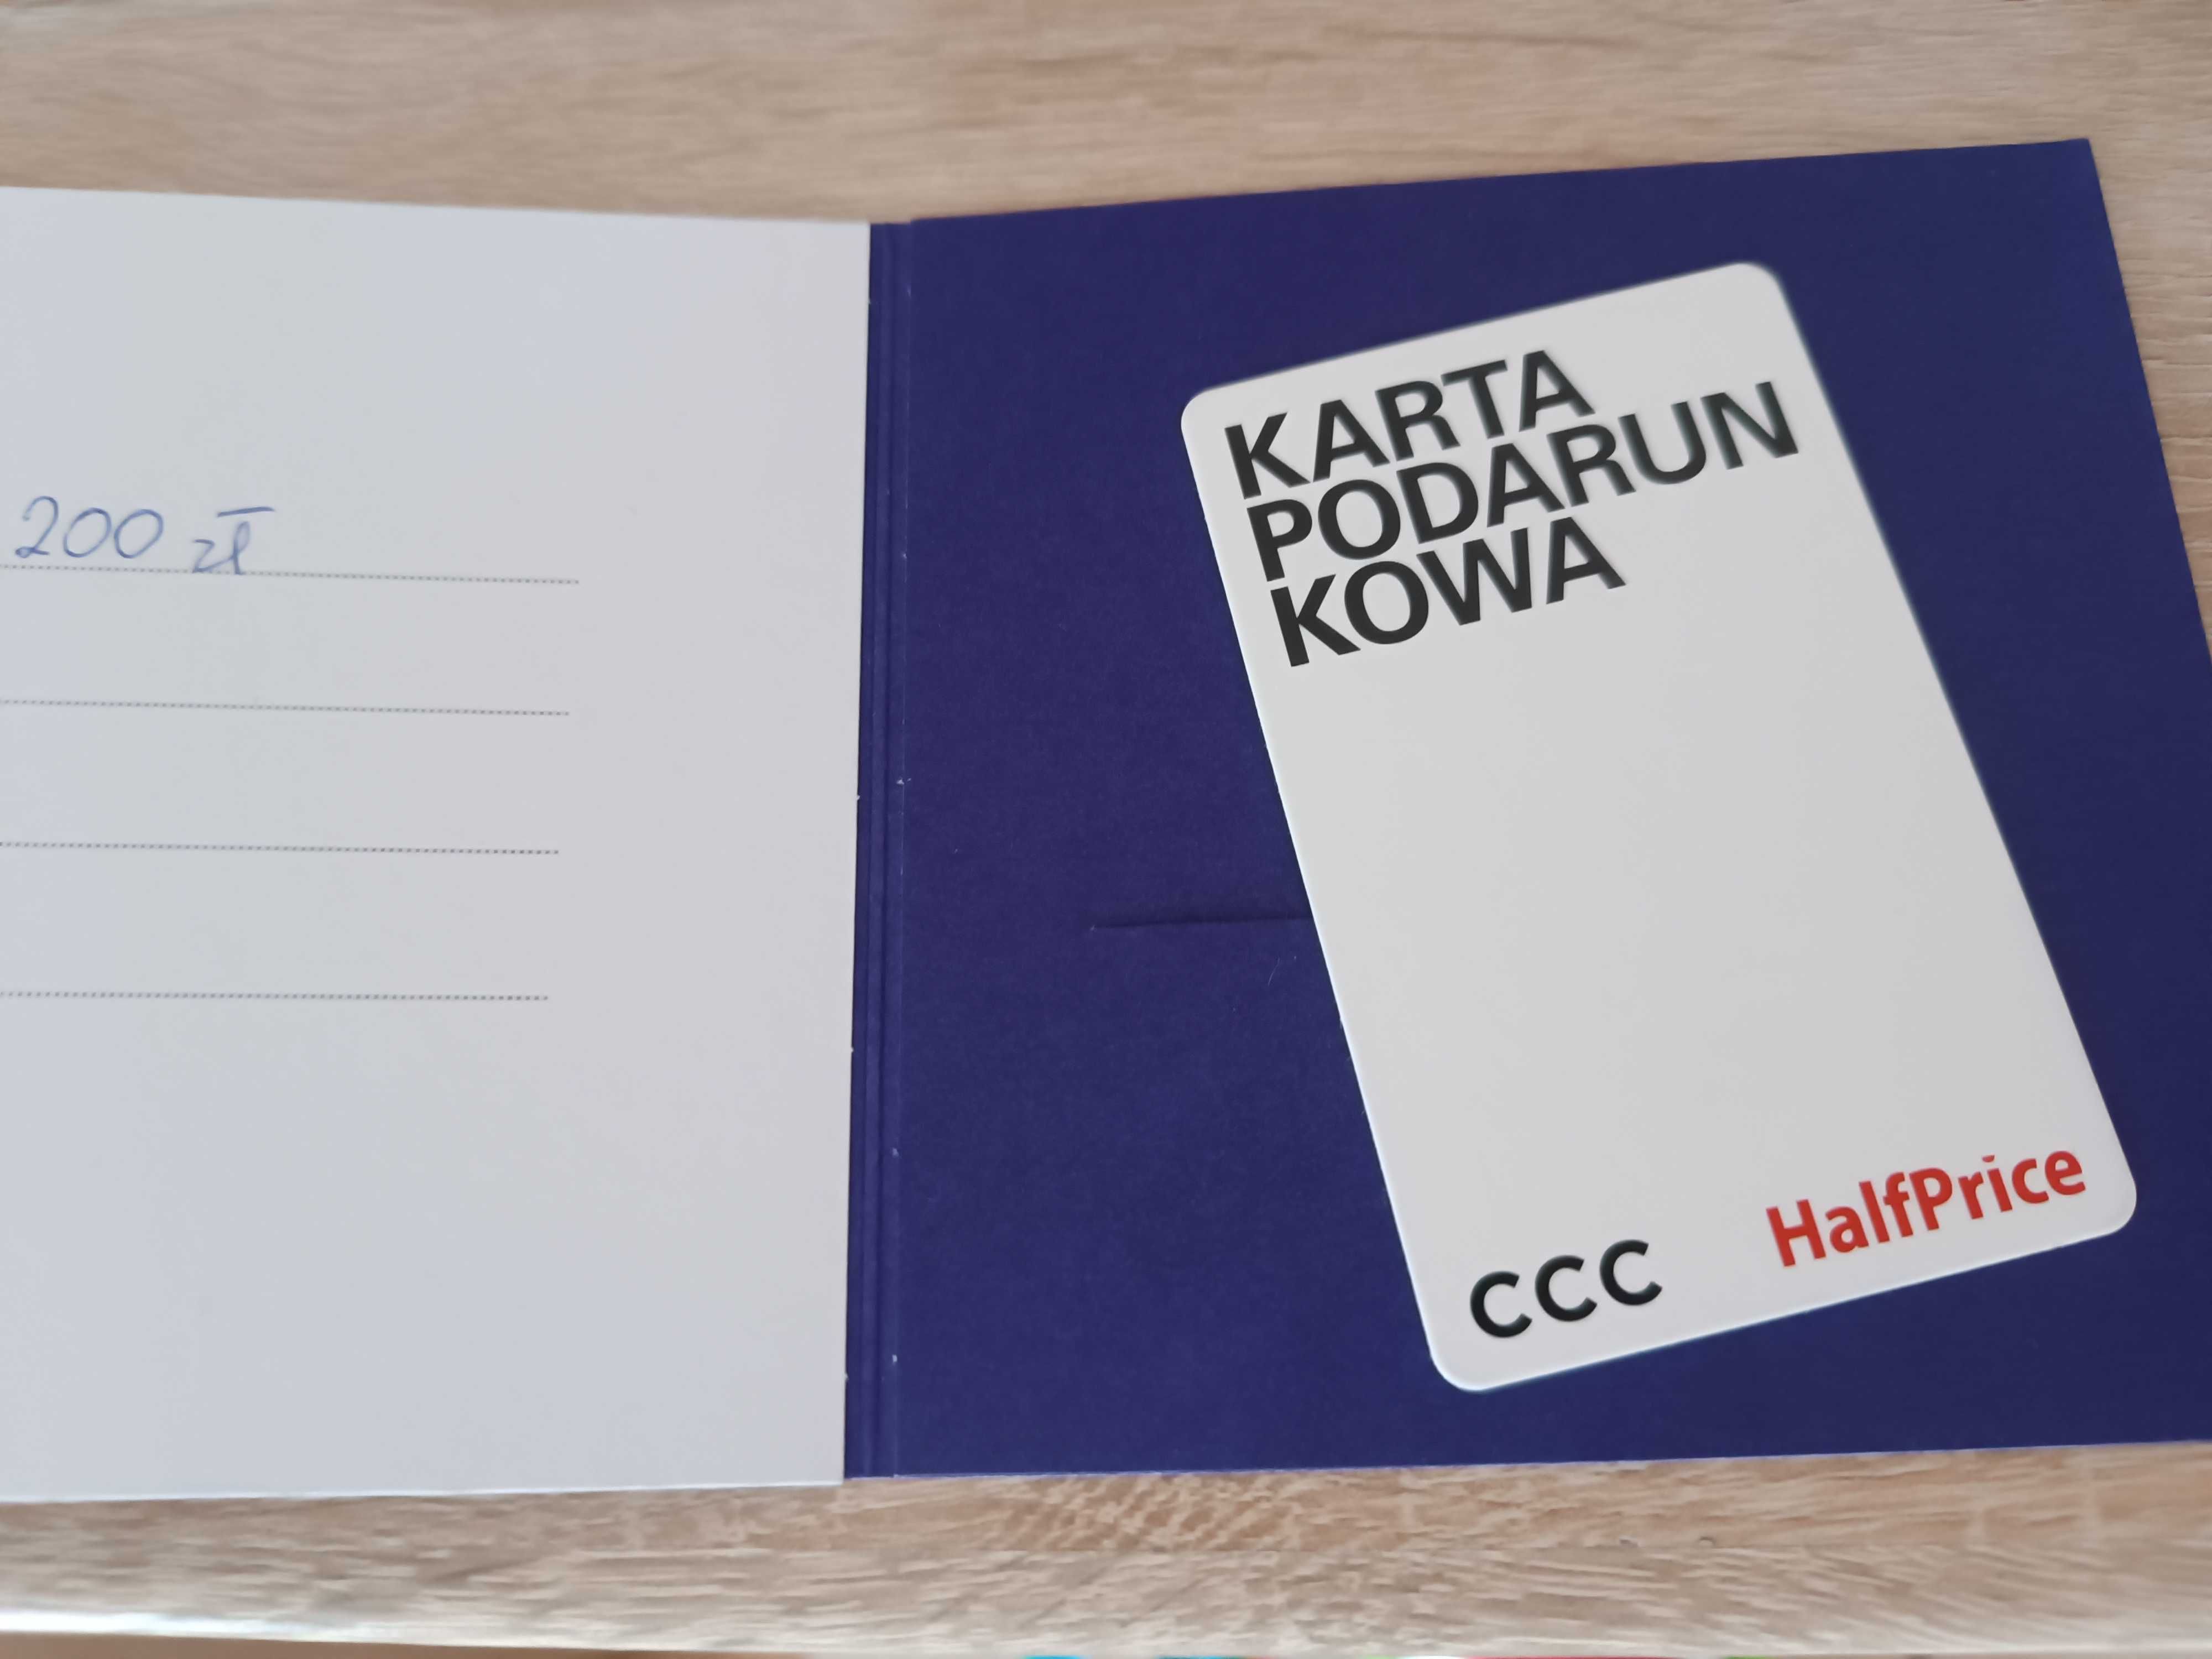 200 zł
KARTA
PODARUN
KOWA
CCC HalfPrice